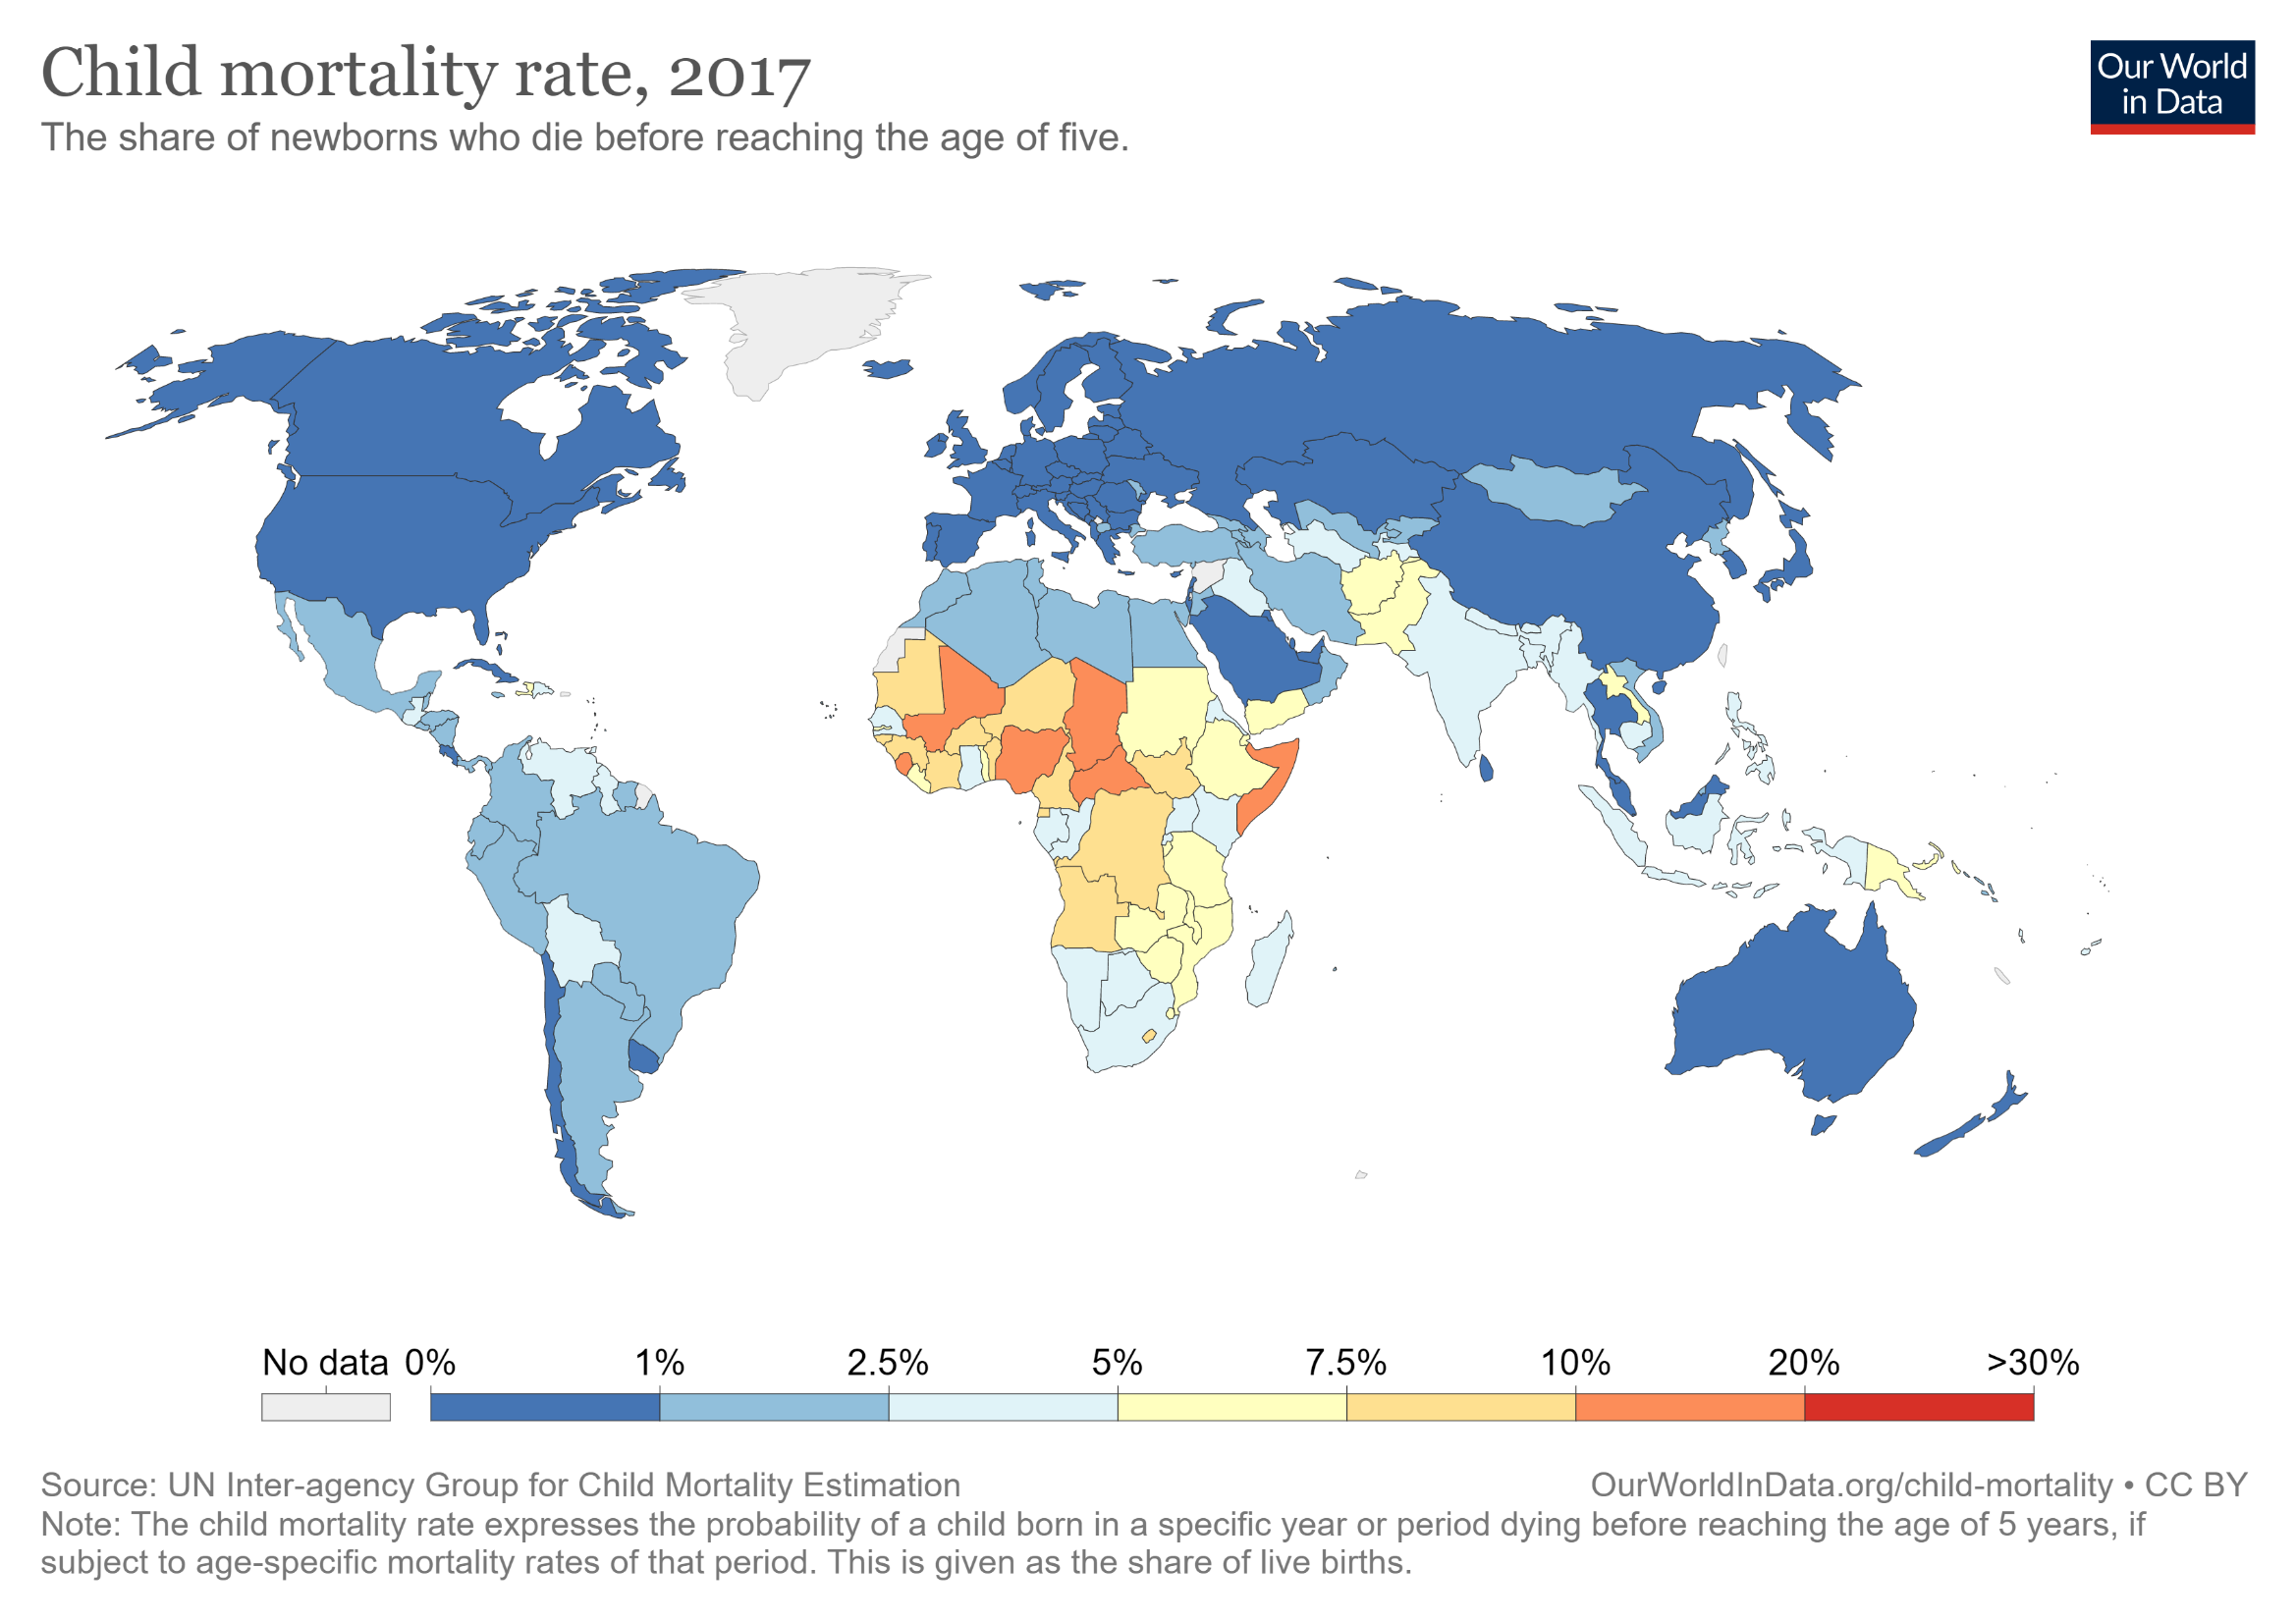 Child mortality rate, 2017
The share of newborns who die before reaching the age of five.
Our World
in Data
No data 0% 1% 2.5% 5% 7.5% 10% 20% >30%
Source: UN Inter-agency Group for Child Mortality Estimation
OurWorldInData.org/child-mortality • CC BY
Note: The child mortality rate expresses the probability of a child born in a specific year or period dying before reaching the age of 5 years, if
subject to age-specific mortality rates of that period. This is given as the share of live births.